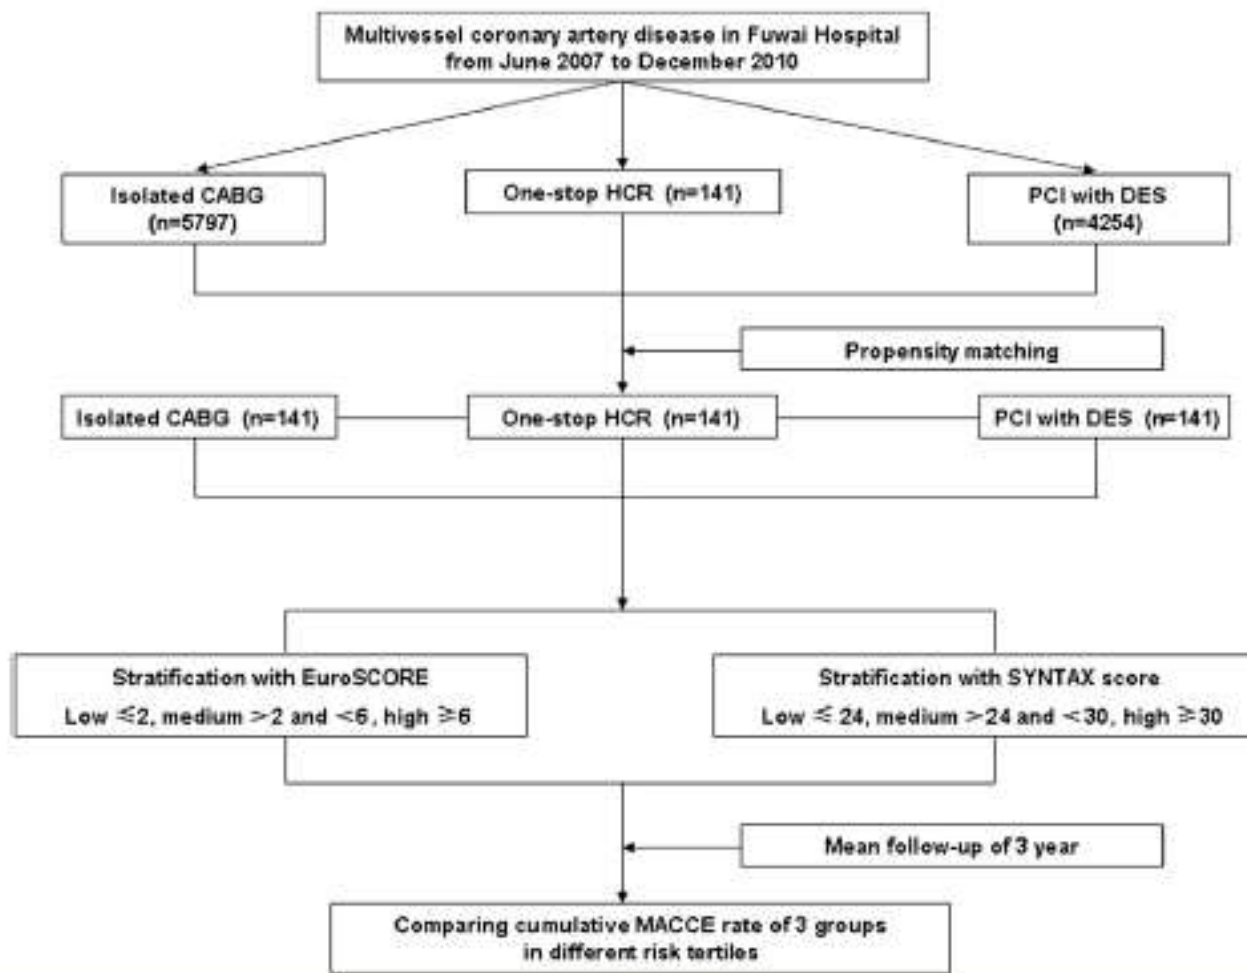 Multivessel coronary artery disease in Fuwai Hospital
from June 2007 to December 2010
Isolated CABG
(n=5797)
One-stop HCR (n=141)
PCI with DES
(n=4254)
Propensity matching
Isolated CABG (n=141)
One-stop HCR (n=141)
PCI with DES (n=141)
Stratification with EuroSCORE
Low ≤2, medium >2 and <6, high ≥6
Stratification with SYNTAX score
Low ≤ 24, medium >24 and <30, high ≥30
Mean follow-up of 3 year
Comparing cumulative MACCE rate of 3 groups
in different risk tertiles